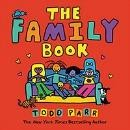 THE
FAMILY
BOOK
TODD PARR
The New York Times Bestselling Author